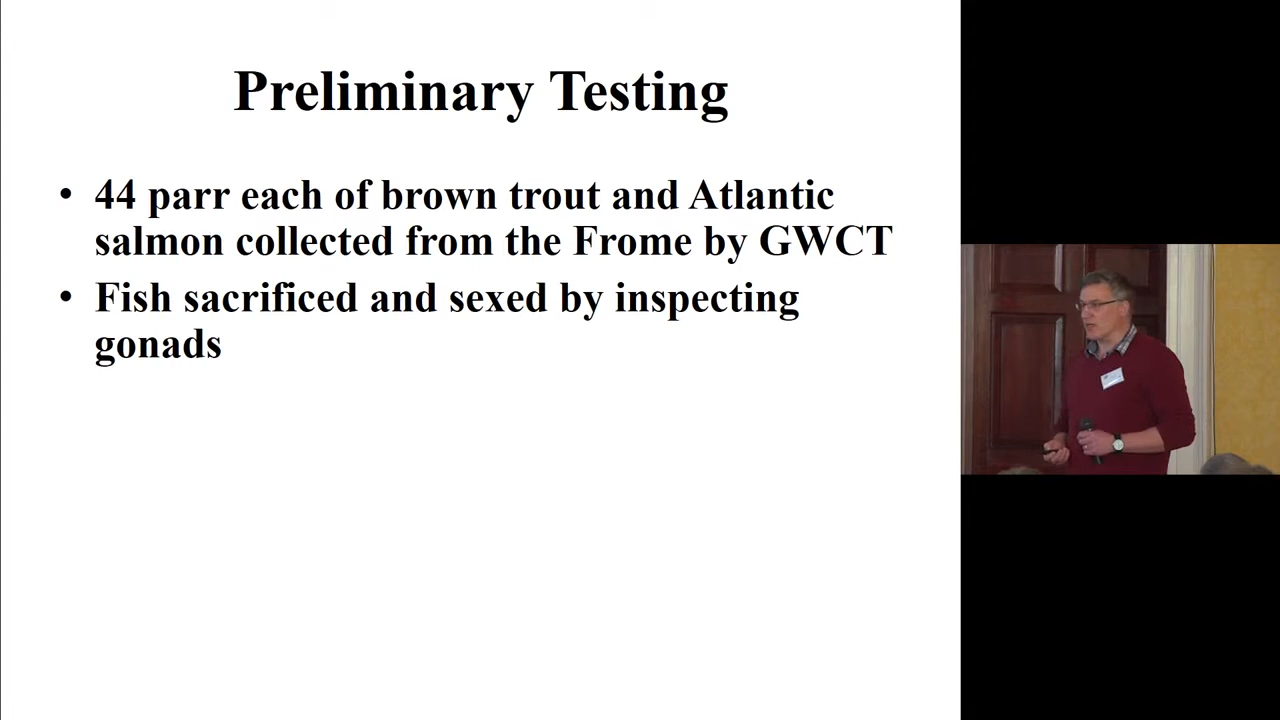 Preliminary Testing
• 44 parr each of brown trout and Atlantic
salmon collected from the Frome by GWCT
• Fish sacrificed and sexed by inspecting
gonads